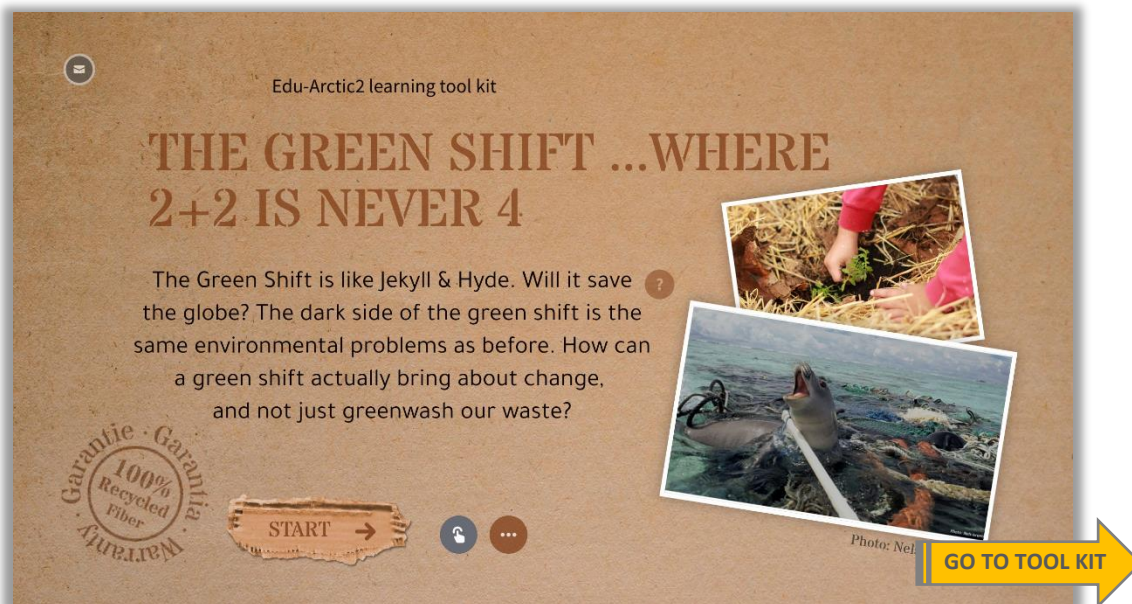 Edu-Arctic2 learning tool kit
THE GREEN SHIFT ...WHERE
2+2 IS NEVER 4
The Green Shift is like Jekyll & Hyde. Will it save
?
the globe? The dark side of the green shift is the
same environmental problems as before. How can
a green shift actually bring about change,
and not just greenwash our waste?
Garantie · Garantia · Warranty ·
100%
Recycled
Fiber
START
Photo:
GO TO TOOL KIT